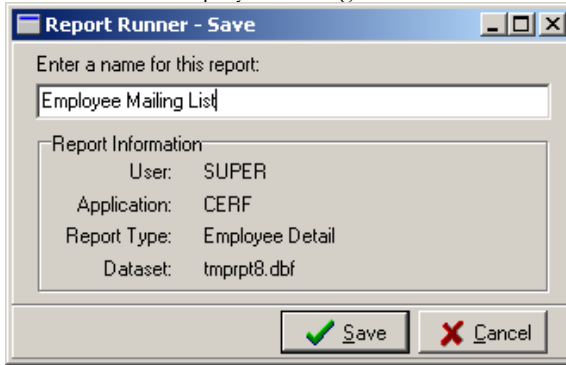 Report Runner - Save
Enter a name for this report:
Employee Mailing List
Report Information
User: SUPER
Application: CERF
Report Type: Employee Detail
Dataset: tmprpt8.dbf
Save Cancel